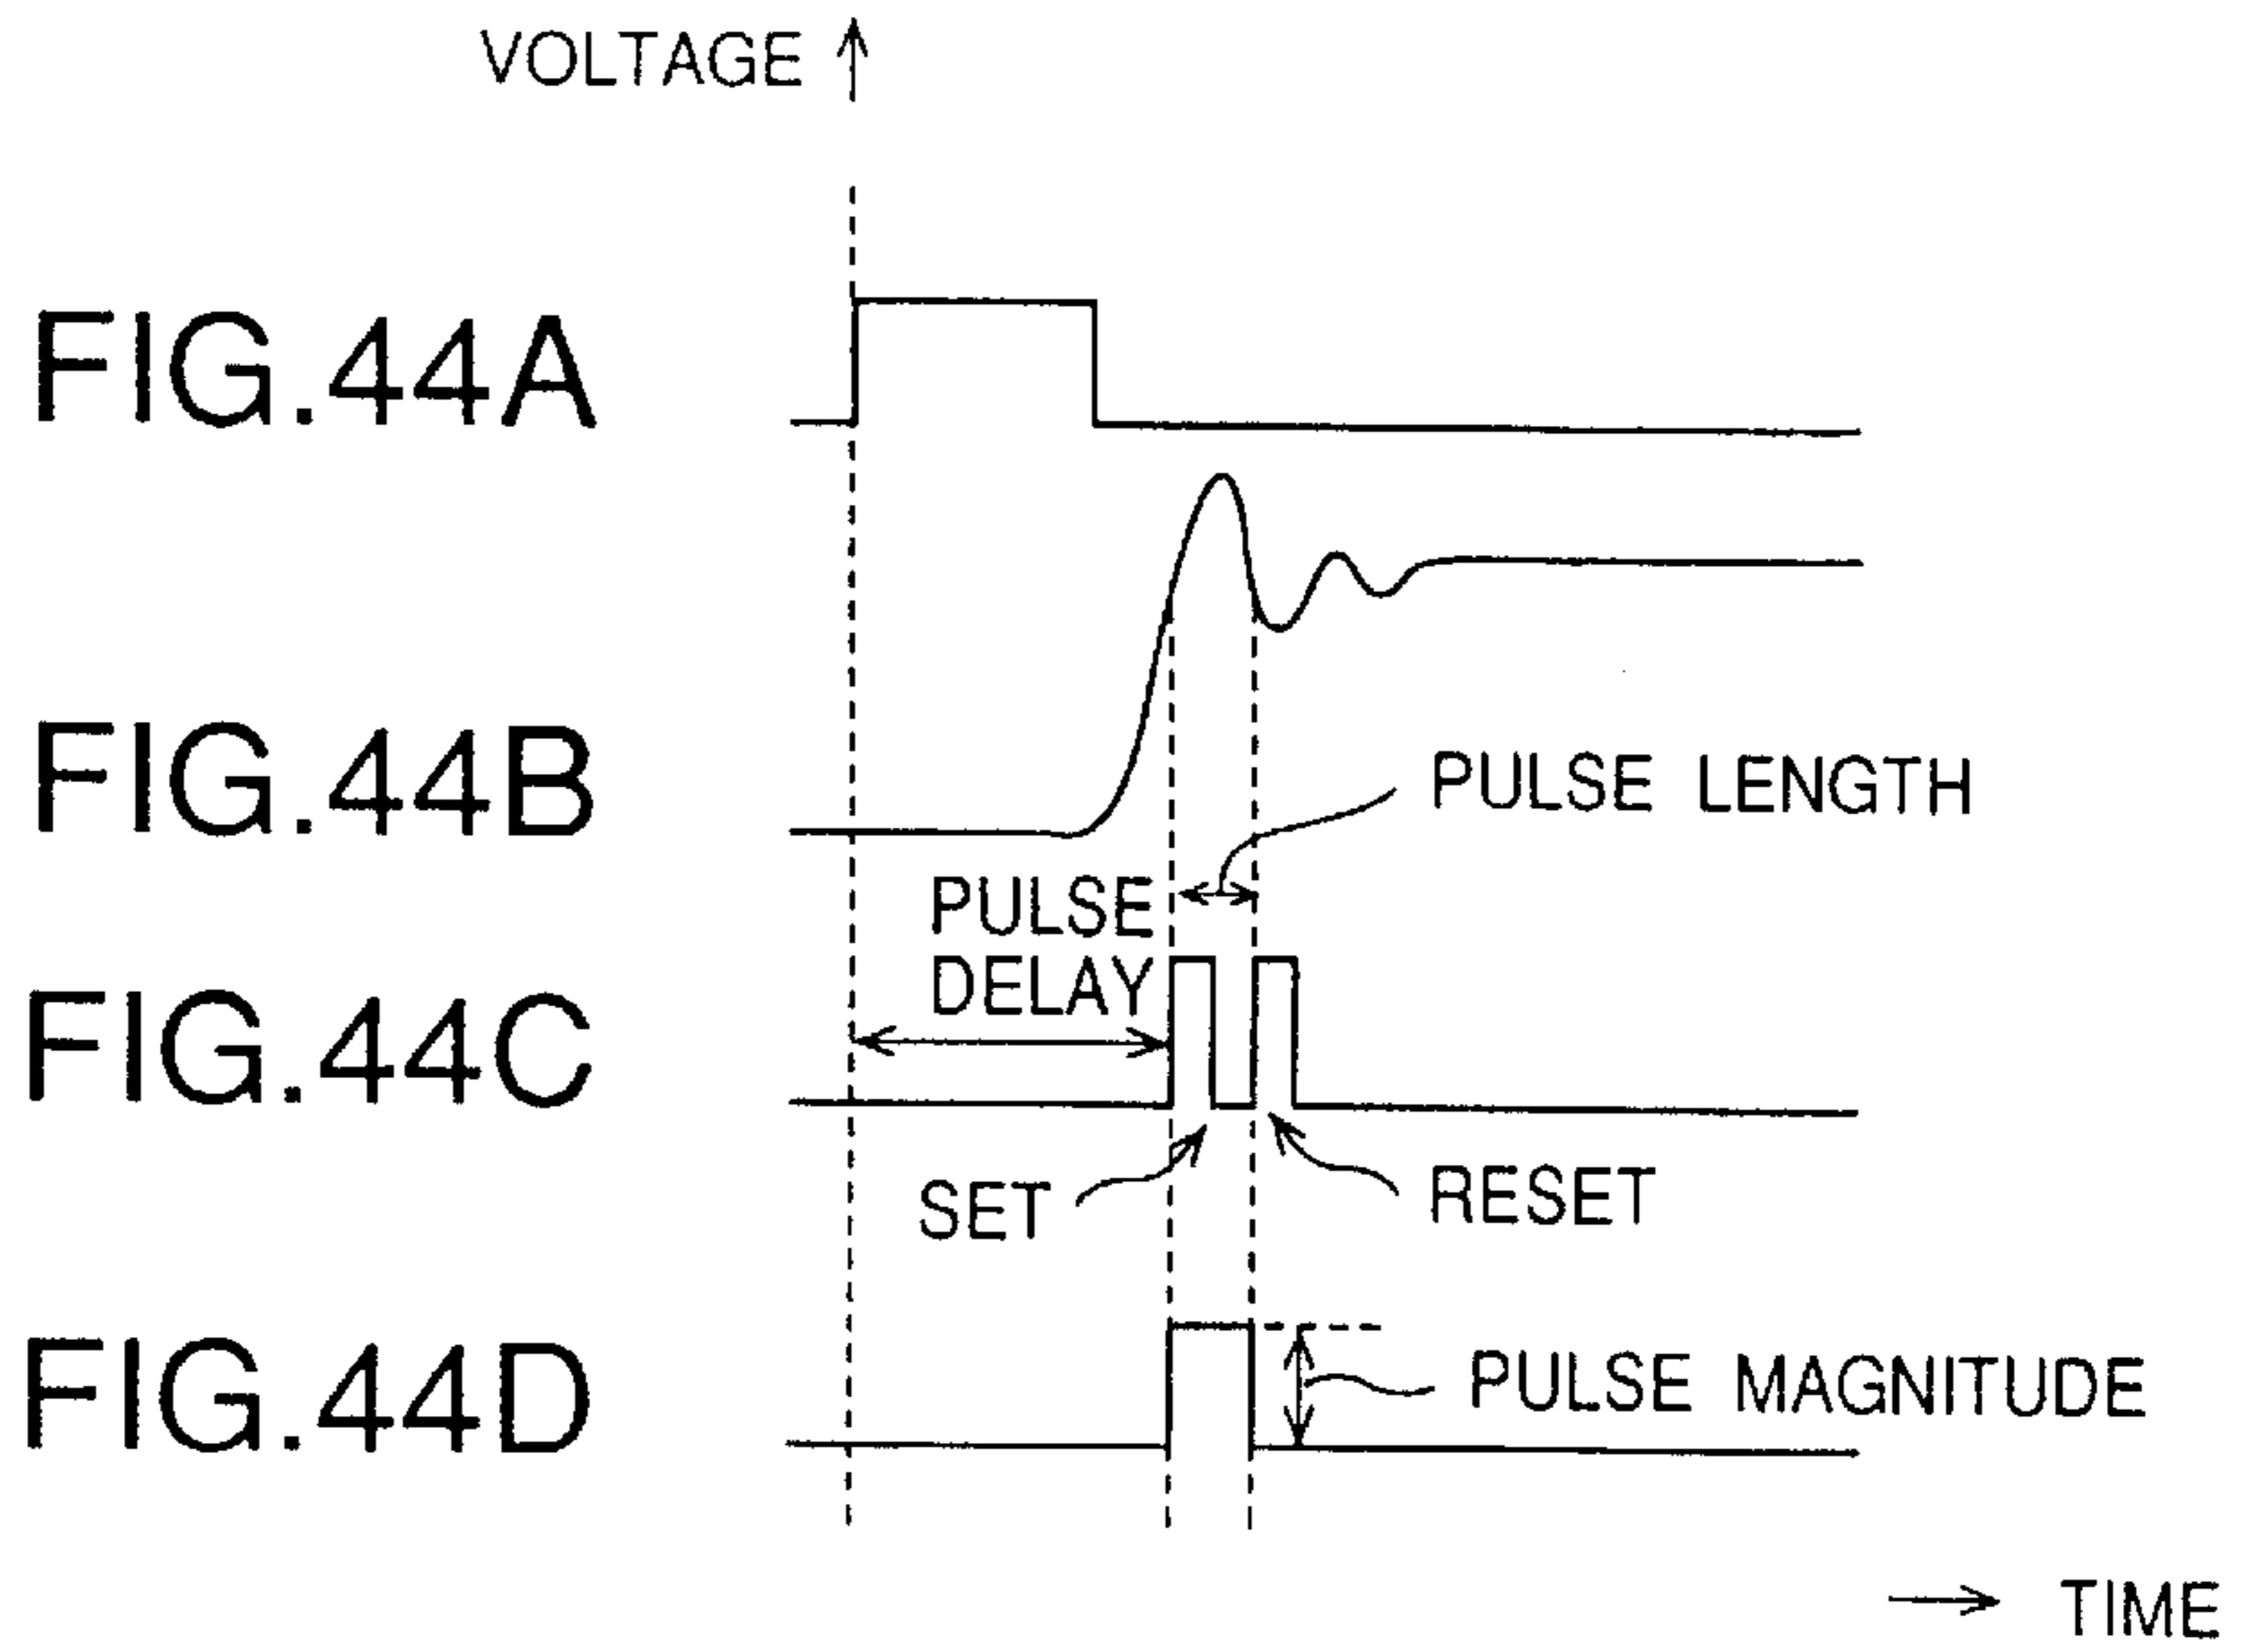 VOLTAGE
FIG.44A
FIG.44B
PULSE LENGTH
PULSE
DELAY
FIG.44C
SET
RESET
FIG.44D
PULSE MAGNITUDE
TIME